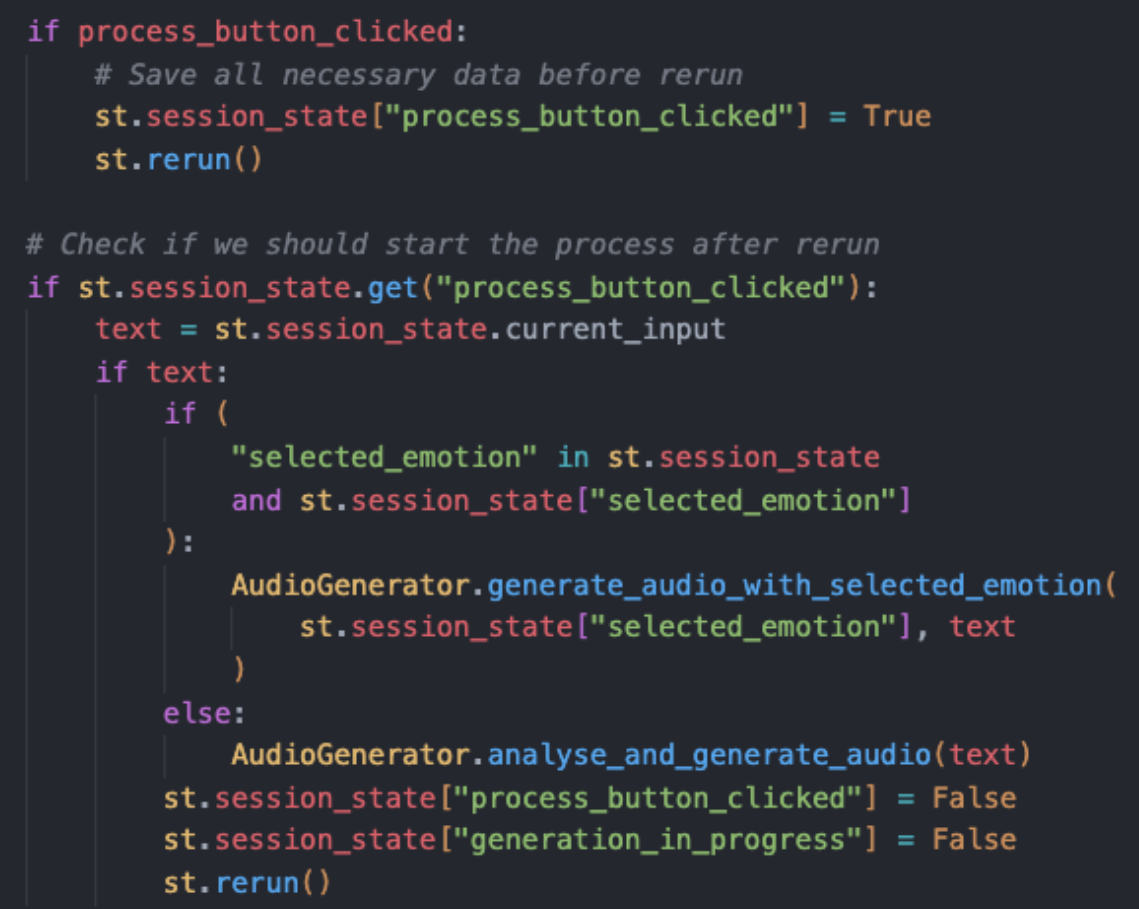 if process_button_clicked:
    # Save all necessary data before rerun
    st.session_state["process_button_clicked"] = True
    st.rerun()

# Check if we should start the process after rerun
if st.session_state.get("process_button_clicked"):
    text = st.session_state.current_input
    if text:
        if (
            "selected_emotion" in st.session_state
            and st.session_state["selected_emotion"]
        ):
            AudioGenerator.generate_audio_with_selected_emotion(
                st.session_state["selected_emotion"], text
            )
        else:
            AudioGenerator.analyse_and_generate_audio(text)
        st.session_state["process_button_clicked"] = False
        st.session_state["generation_in_progress"] = False
        st.rerun()